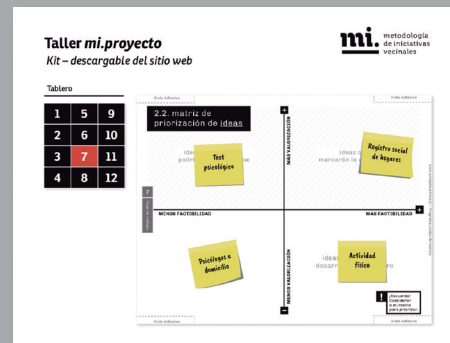 Taller mi.proyecto
Kit – descargable del sitio web
mi. metodología
de iniciativas
vecinales
Tablero
1 5 9
2 6 10
3 7 11
4 8 12
2.2. matriz de
priorización de ideas
MÁS VALORIZACIÓN
Test
psicológico
Registro social
de hogares
7
MENOS FACTIBILIDAD
MÁS FACTIBILIDAD
Psicólogos a
domicilio
Actividad
física
MENOS VALORIZACIÓN